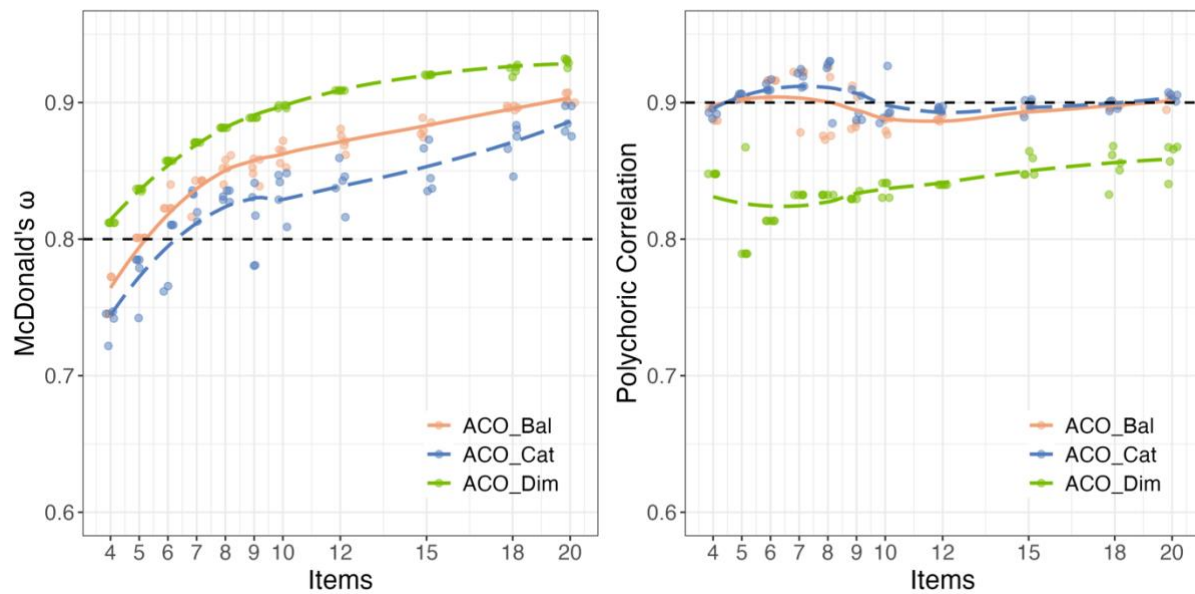 McDonald's ω
0.9
0.8
0.7
0.6
ACO_Bal
ACO_Cat
ACO_Dim
4 5 6 7 8 9 10 12 15 18 20
Items
Polychoric Correlation
0.9
0.8
0.7
0.6
ACO_Bal
ACO_Cat
ACO_Dim
4 5 6 7 8 9 10 12 15 18 20
Items